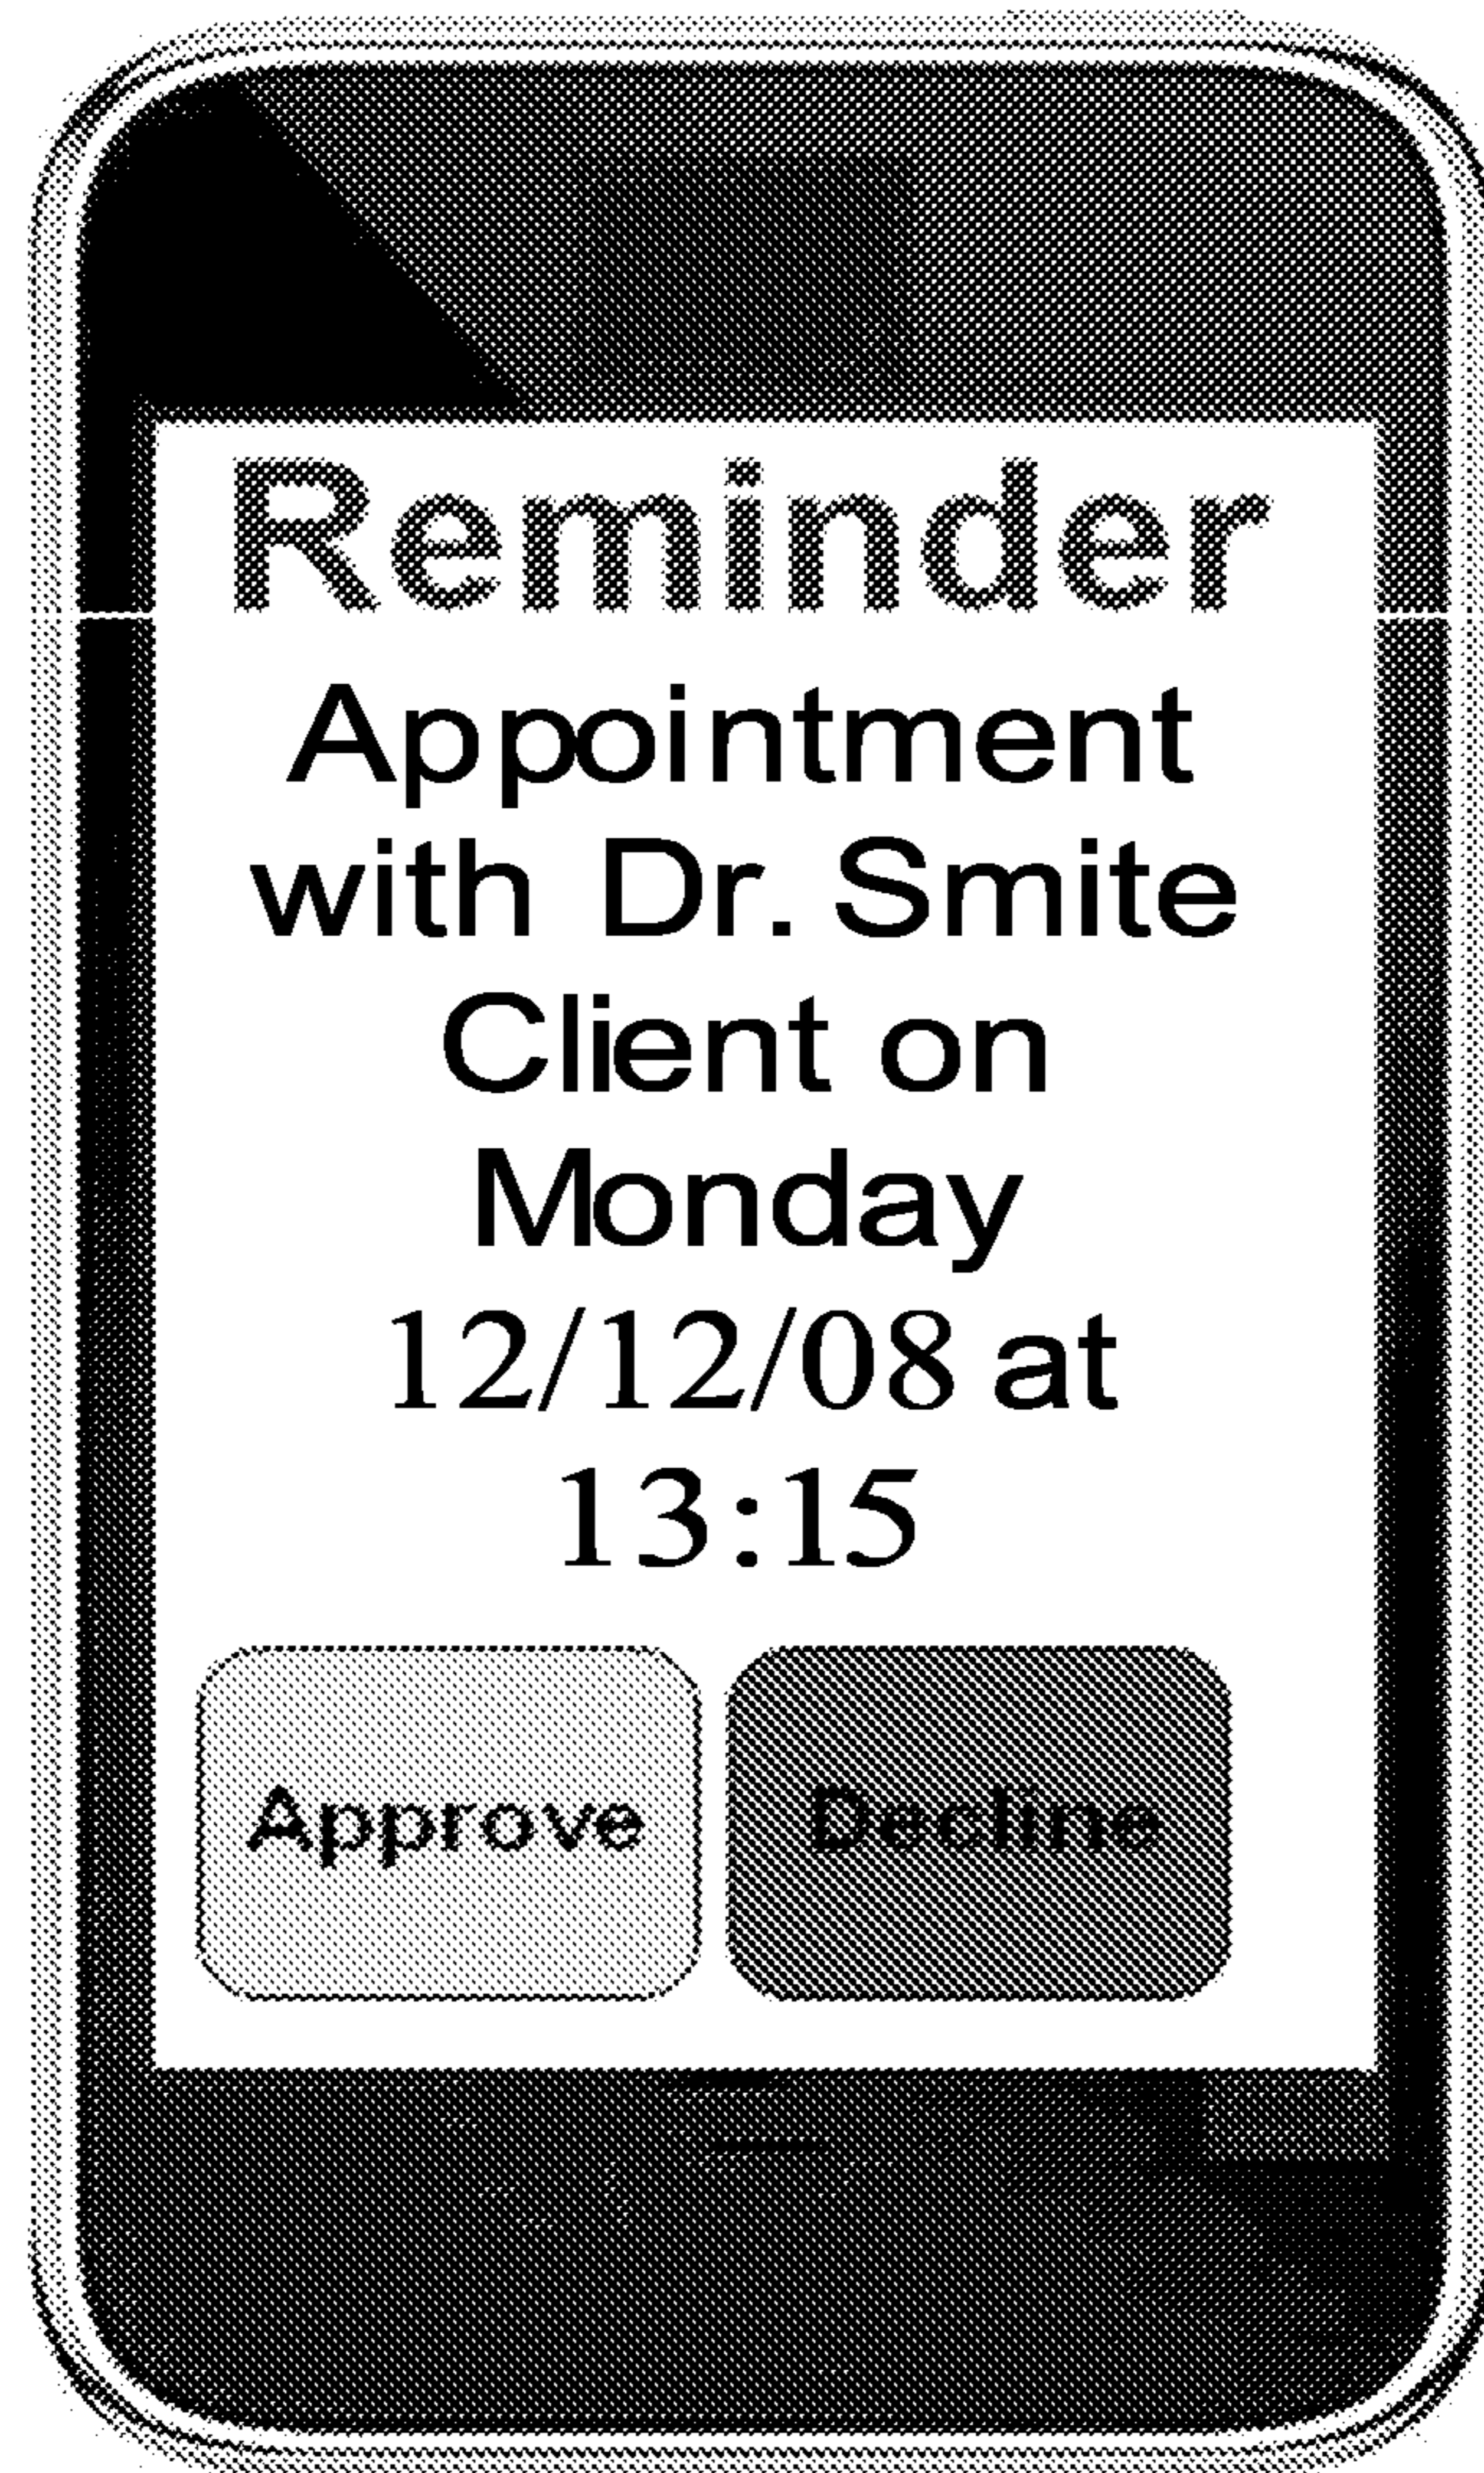 Reminder
Appointment
with Dr. Smite
Client on
Monday
12/12/08 at
13:15
Approve Decline